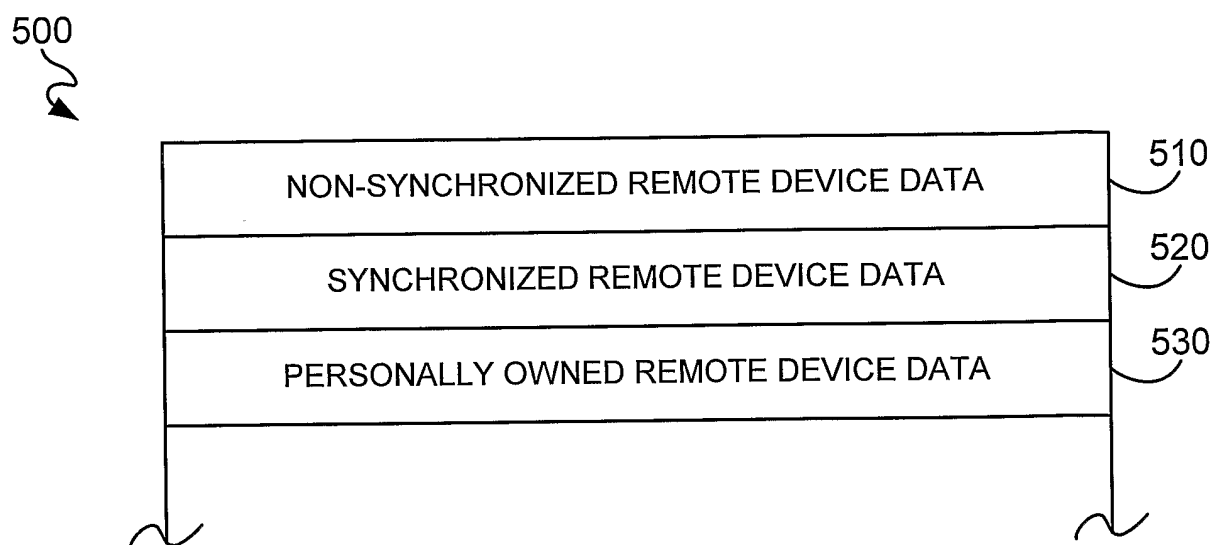 500
NON-SYNCHRONIZED REMOTE DEVICE DATA
510
SYNCHRONIZED REMOTE DEVICE DATA
520
PERSONALLY OWNED REMOTE DEVICE DATA
530